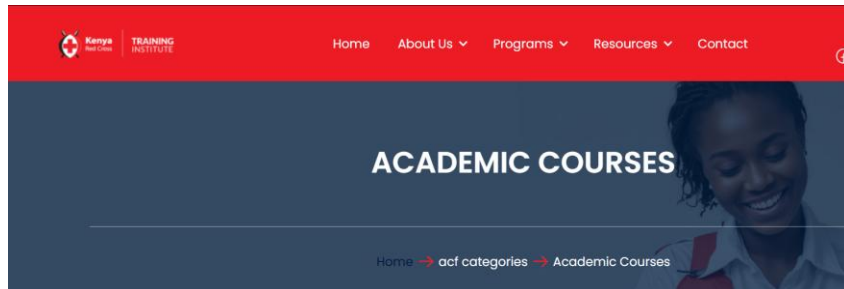 Kenya
Red Cross
TRAINING
INSTITUTE
Home About Us Programs Resources Contact
ACADEMIC COURSES
Home → acf categories → Academic Courses